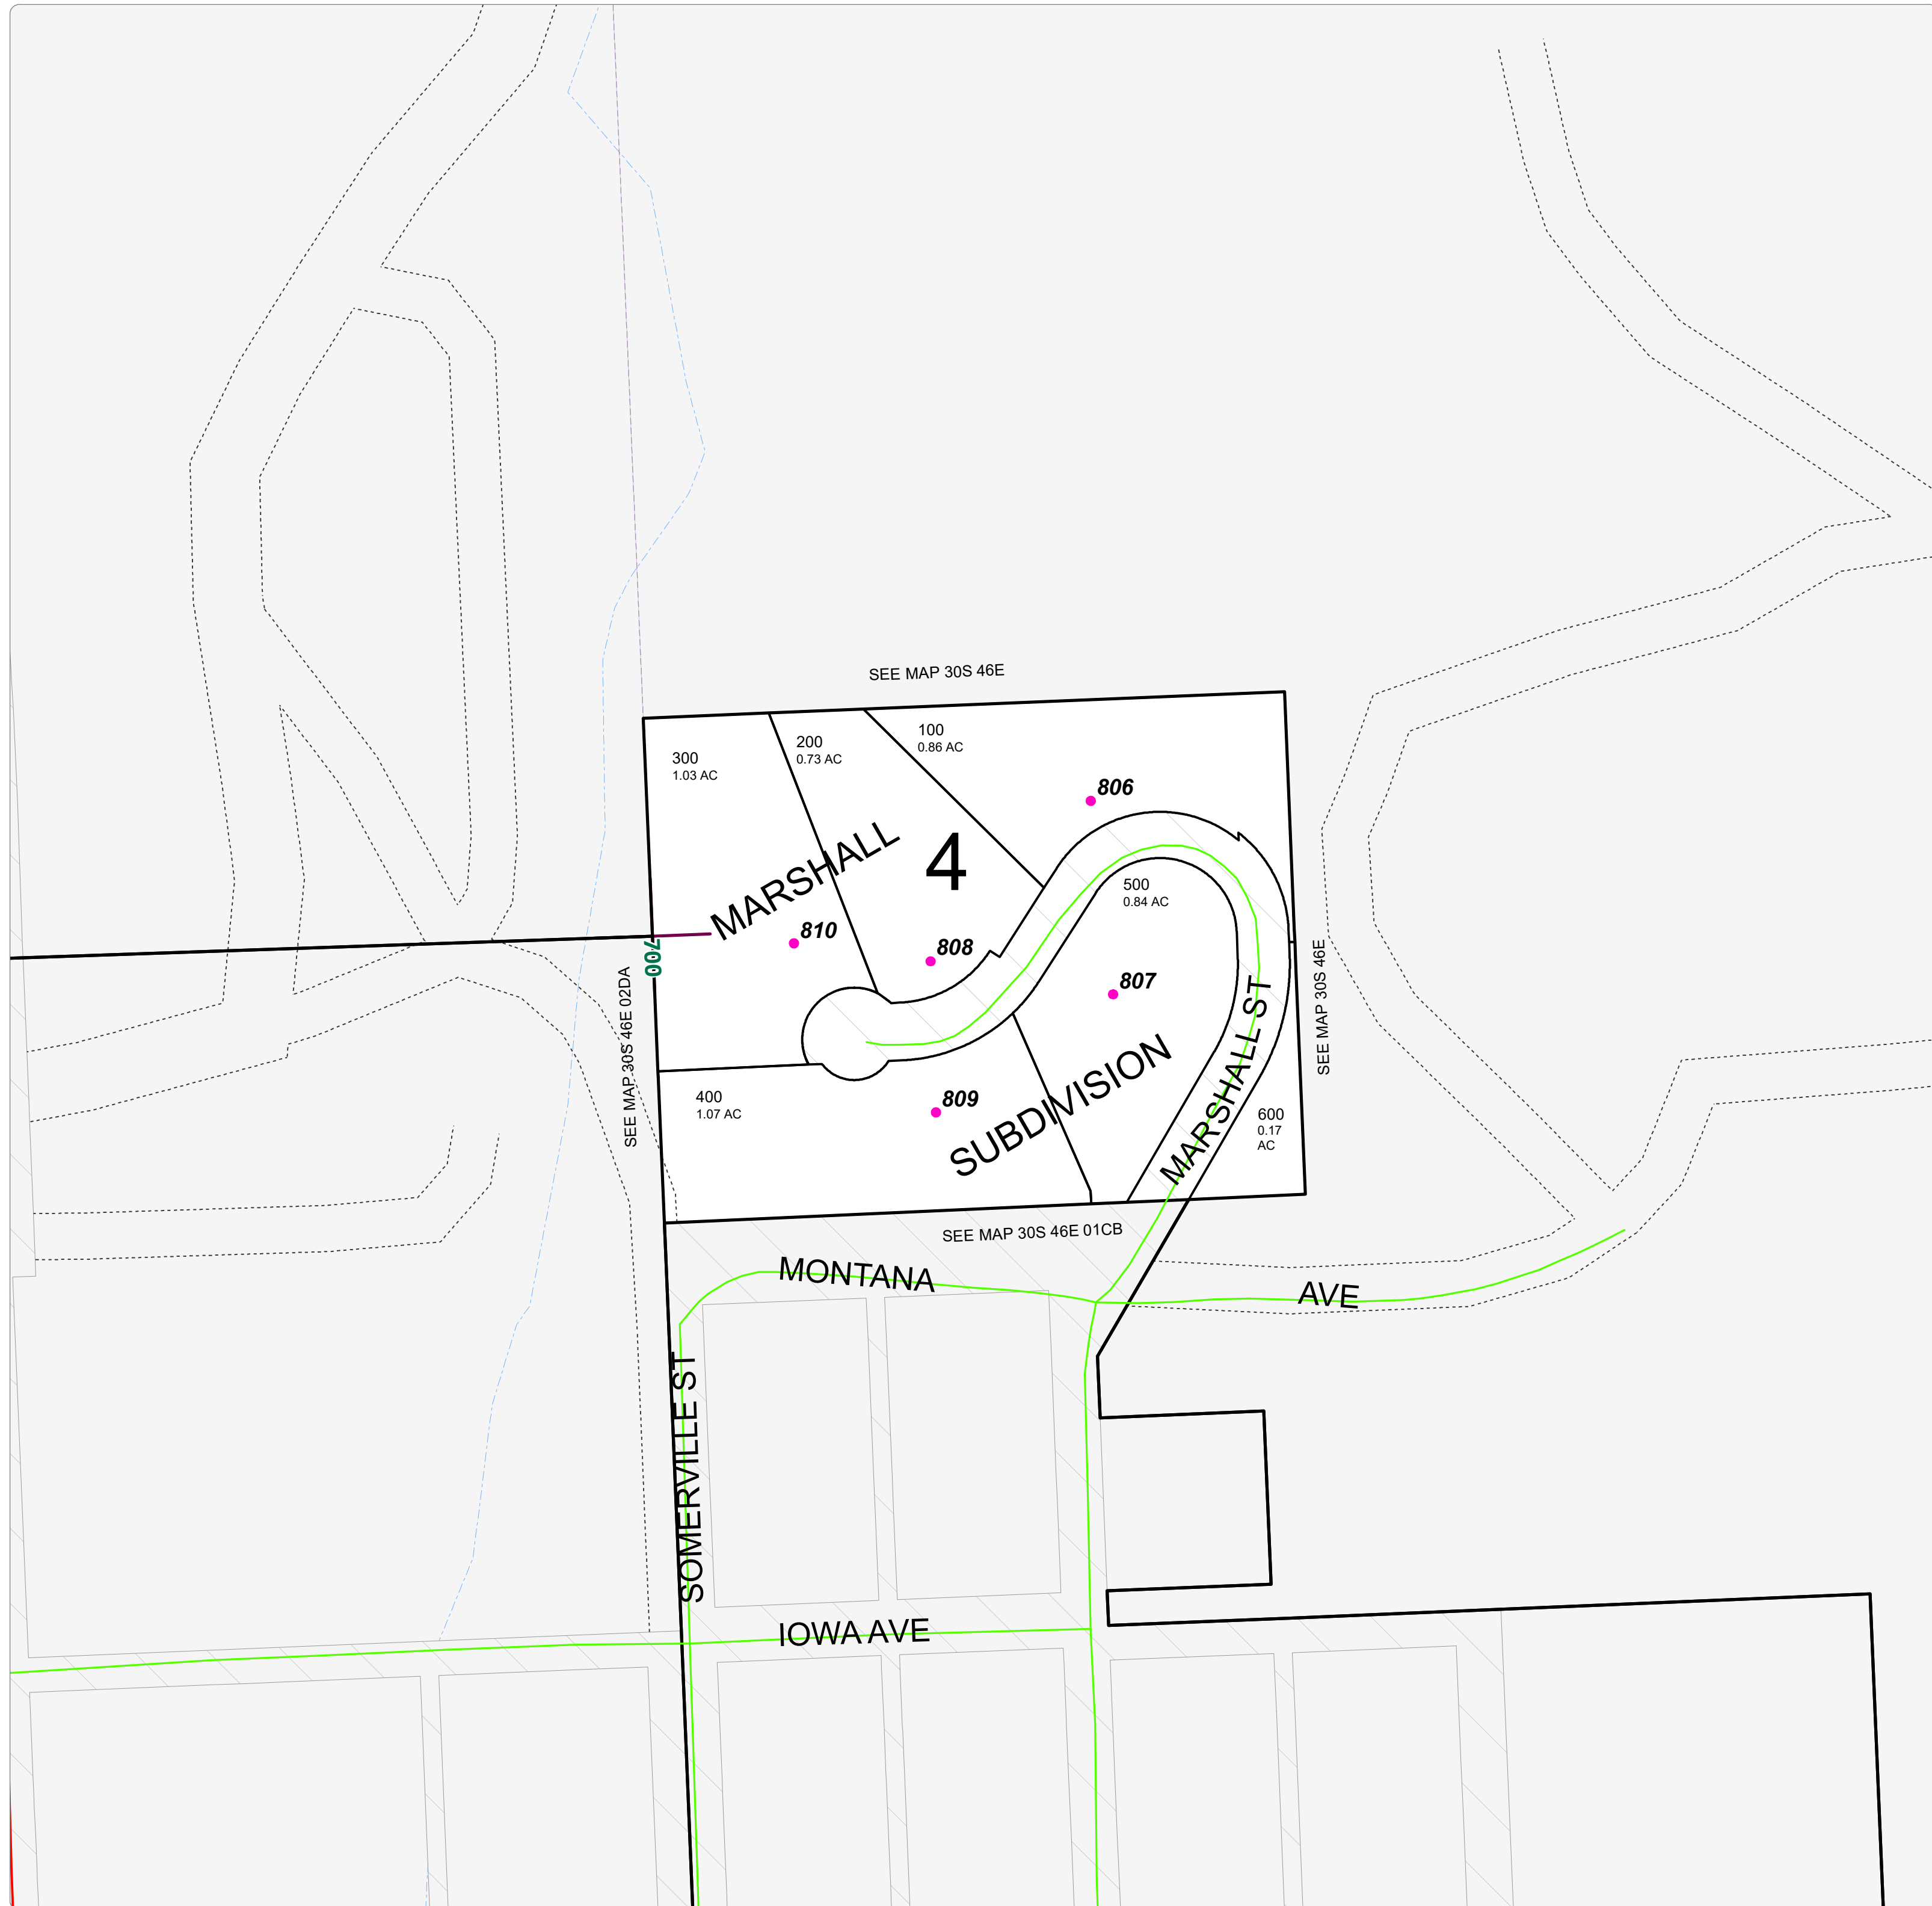 SEE MAP 30S 46E
100
0.86 AC
200
0.73 AC
300
1.03 AC
806
MARSHALL
4
500
0.84 AC
810
808
700
807
SEE MAP 30S 46E 02DA
SEE MAP 30S 46E
MARSHALL ST
SUBDIVISION
400
1.07 AC
809
600
0.17
AC
SEE MAP 30S 46E 01CB
MONTANA
AVE
SOMERVILLE ST
IOWA AVE